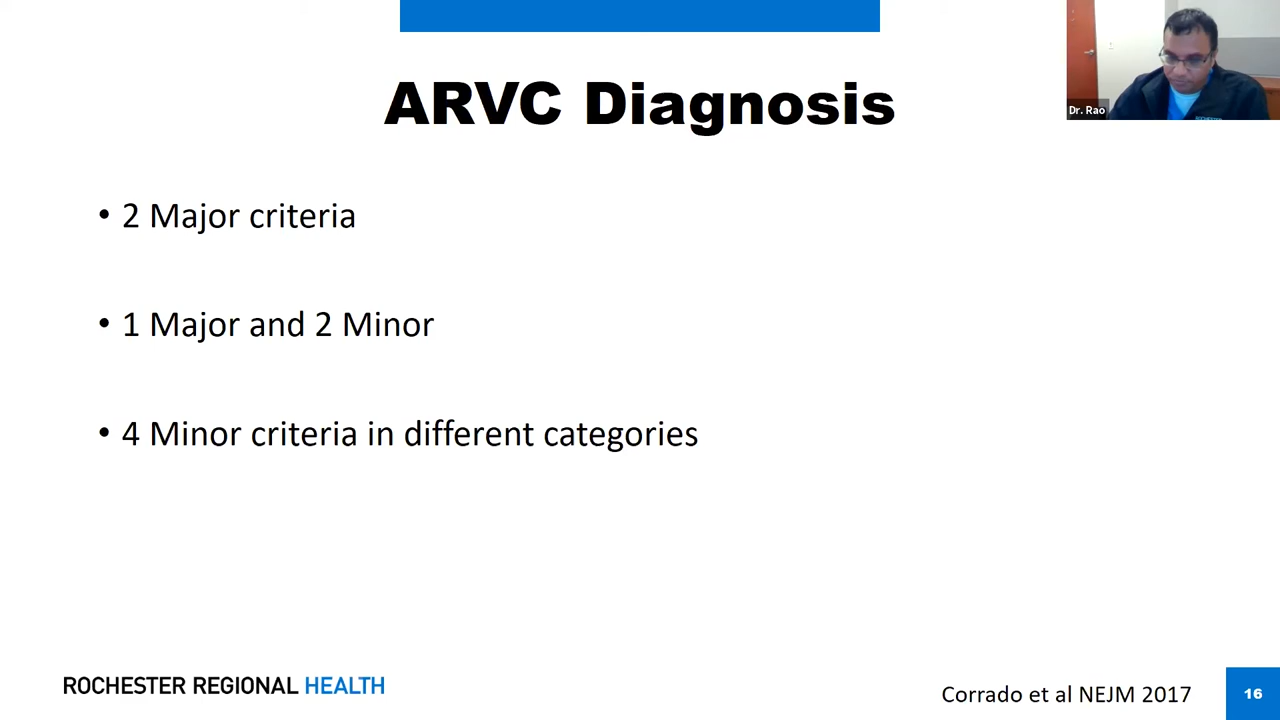 ARVC Diagnosis
Dr. Rao
• 2 Major criteria
• 1 Major and 2 Minor
• 4 Minor criteria in different categories
ROCHESTER REGIONAL HEALTH
Corrado et al NEJM 2017
16